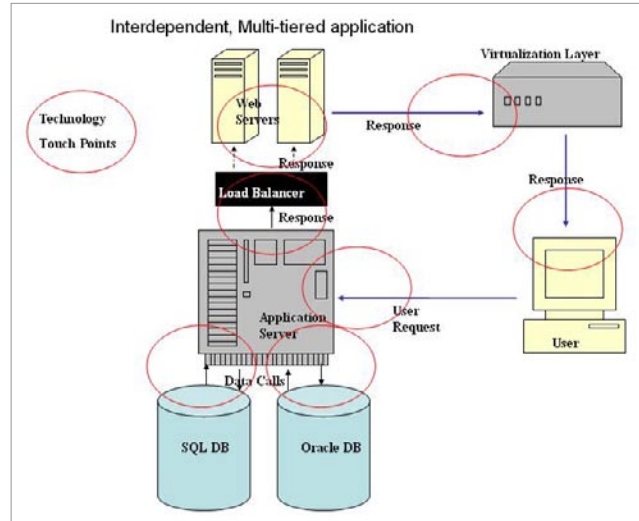 Interdependent, Multi-tiered application
Virtualization Layer
Technology
Touch Points
Web
Servers
Response
Response
Response
Load Balancer
Response
Application
Server
User
Request
User
Data Calls
SQL DB
Oracle DB